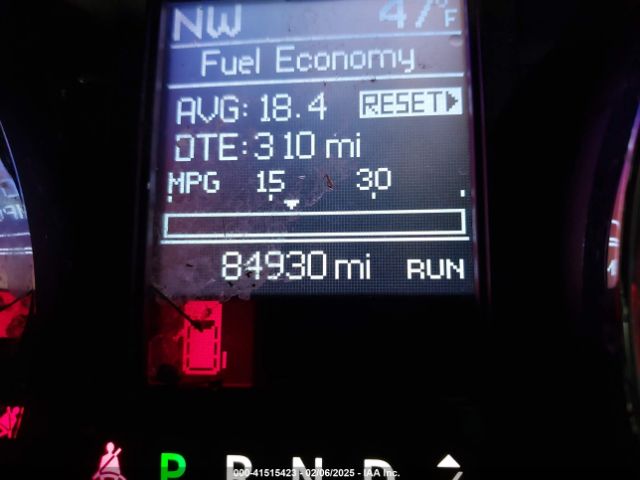 NW 47°F
Fuel Economy
AVG: 18.4 RESET
DTE: 310 mi
MPG 15 30
84930 mi RUN
P R N D
000-41515423 - 02/06/2025 - IAA Inc.